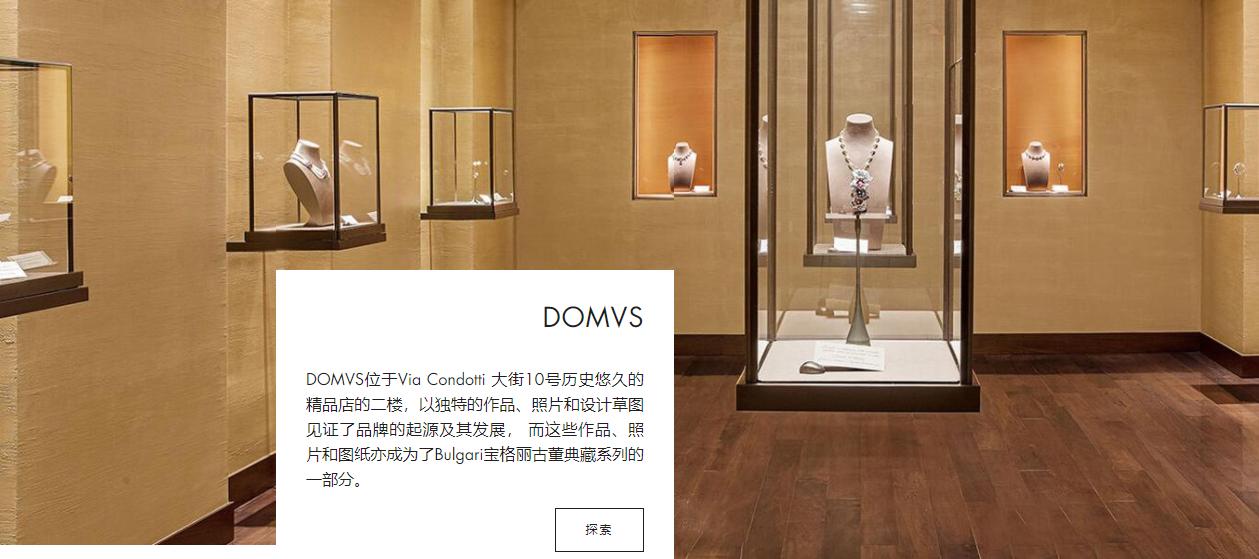 DOMVS
DOMVS位于Via Condotti 大街10号历史悠久的
精品店的二楼，以独特的作品、照片和设计草图
见证了品牌的起源及其发展， 而这些作品、照
片和图纸亦成为了Bulgari宝格丽古董典藏系列的
一部分。
探索